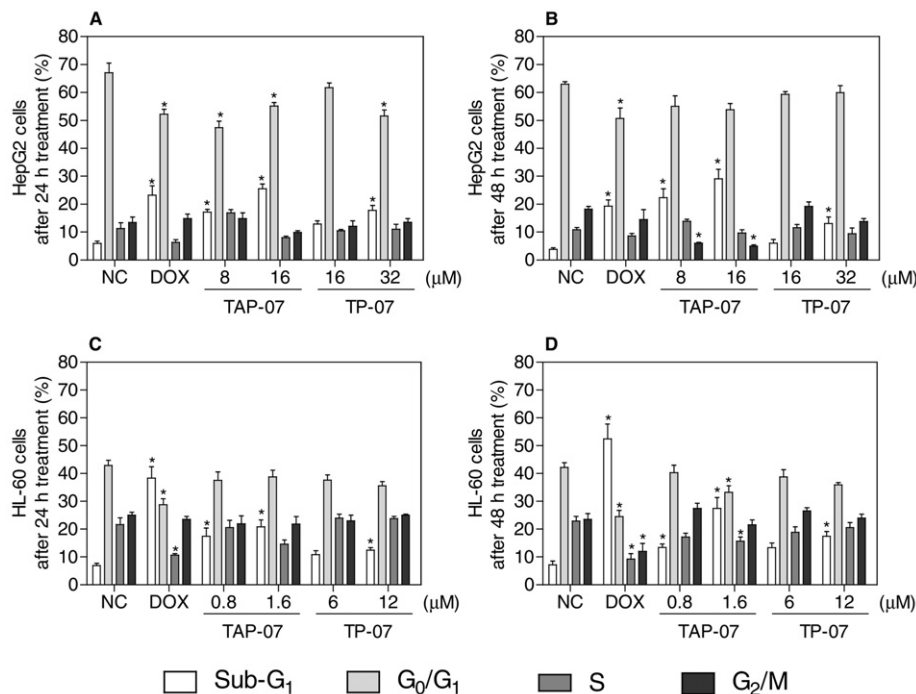 A
HepG2 cells
after 24 h treatment (%)
80
70
60
50
40
30
20
10
0
* * * * * * * *
NC DOX 8 16 16 32 (μM)
TAP-07 TP-07
B
HepG2 cells
after 48 h treatment (%)
80
70
60
50
40
30
20
10
0
* * * * * * *
NC DOX 8 16 16 32 (μM)
TAP-07 TP-07
C
HL-60 cells
after 24 h treatment (%)
80
70
60
50
40
30
20
10
0
* * * * * *
NC DOX 0.8 1.6 6 12 (μM)
TAP-07 TP-07
D
HL-60 cells
after 48 h treatment (%)
80
70
60
50
40
30
20
10
0
* * * * * * * * *
NC DOX 0.8 1.6 6 12 (μM)
TAP-07 TP-07
Sub-G₁ G₀/G₁ S G₂/M